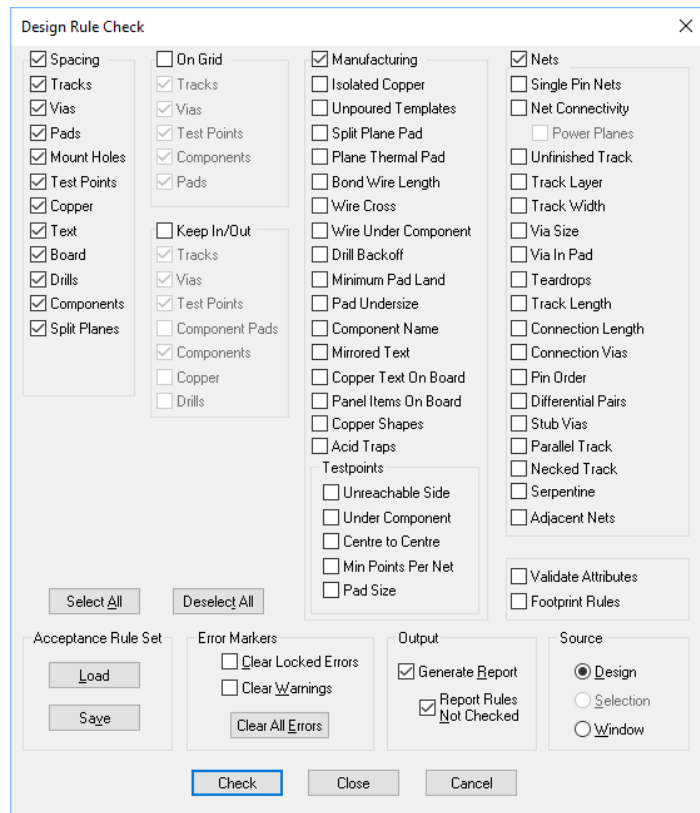 Design Rule Check
Spacing
Tracks
Vias
Pads
Mount Holes
Test Points
Copper
Text
Board
Drills
Components
Split Planes
On Grid
Tracks
Vias
Test Points
Components
Pads
Keep In/Out
Tracks
Vias
Test Points
Component Pads
Components
Copper
Drills
Manufacturing
Isolated Copper
Unpoured Templates
Split Plane Pad
Plane Thermal Pad
Bond Wire Length
Wire Cross
Wire Under Component
Drill Backoff
Minimum Pad Land
Pad Undersize
Component Name
Mirrored Text
Copper Text On Board
Panel Items On Board
Copper Shapes
Acid Traps
Testpoints
Unreachable Side
Under Component
Centre to Centre
Min Points Per Net
Pad Size
Nets
Single Pin Nets
Net Connectivity
Power Planes
Unfinished Track
Track Layer
Track Width
Via Size
Via In Pad
Teardrops
Track Length
Connection Length
Connection Vias
Pin Order
Differential Pairs
Stub Vias
Parallel Track
Necked Track
Serpentine
Adjacent Nets
Validate Attributes
Footprint Rules
Select All
Deselect All
Acceptance Rule Set
Load
Save
Error Markers
Clear Locked Errors
Clear Warnings
Clear All Errors
Output
Generate Report
Report Rules
Not Checked
Source
Design
Selection
Window
Check
Close
Cancel